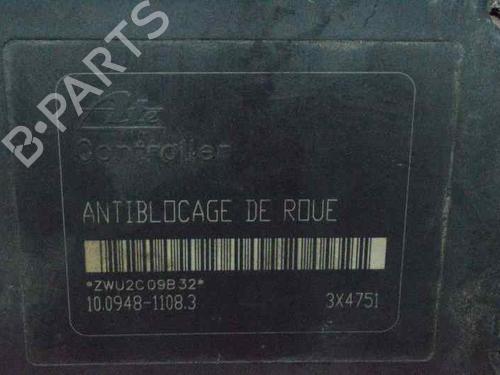 B-PARTS
Ate
Controller
ANTIBLOCAGE DE ROUE
*ZWU2C09B32*
10.0948-1108.3 3X4751